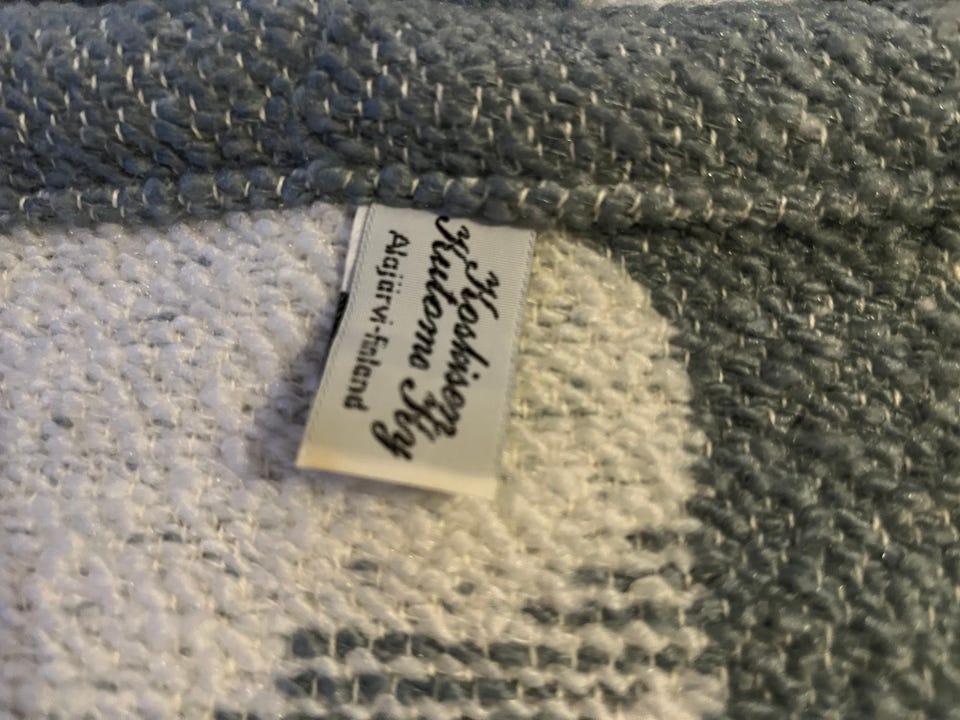 Koskisen
Kutomo Ky
Alajärvi-finland